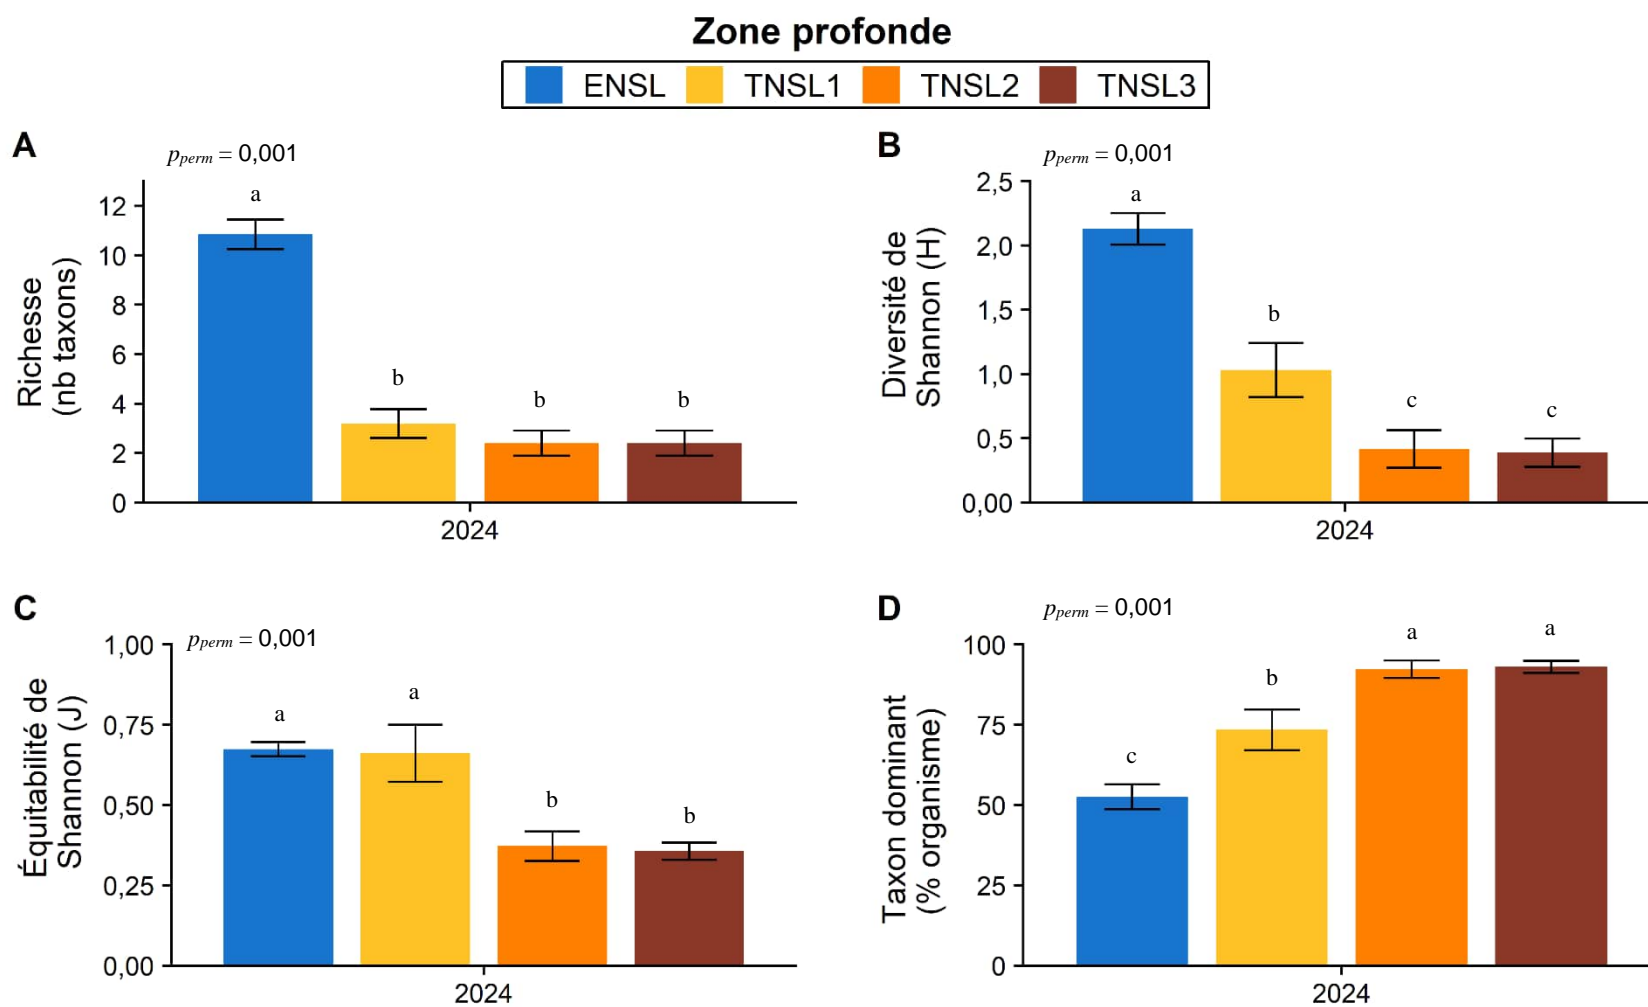 Zone profonde
ENSL TNSL1 TNSL2 TNSL3
A
pperm = 0,001
Richesse
(nb taxons)
12
10
8
6
4
2
0
a
b
b
b
2024
B
pperm = 0,001
Diversité de
Shannon (H)
2,5
2,0
1,5
1,0
0,5
0,00
a
b
c
c
2024
C
pperm = 0,001
Équitabilité de
Shannon (J)
1,00
0,75
0,50
0,25
0,00
a
a
b
b
2024
D
pperm = 0,001
Taxon dominant
(% organisme)
100
75
50
25
0
c
b
a
a
2024